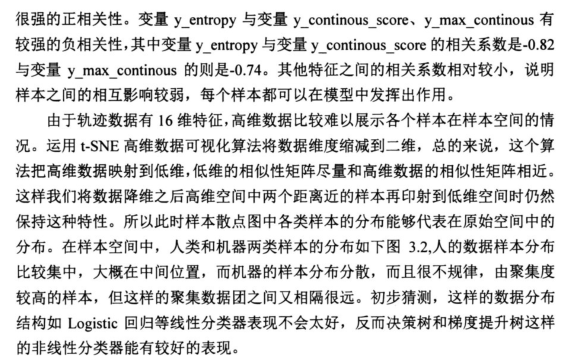 很强的正相关性。变量 y_entropy 与变量 y_continous_score、y_max_continous 有
较强的负相关性，其中变量 y_entropy 与变量 y_continous_score 的相关系数是-0.82
与变量 y_max_continous 的则是-0.74。其他特征之间的相关系数相对较小，说明
样本之间的相互影响较弱，每个样本都可以在模型中发挥出作用。
由于轨迹数据有 16 维特征，高维数据比较难以展示各个样本在样本空间的情
况。运用 t-SNE 高维数据可视化算法将数据维度缩减到二维，总的来说，这个算
法把高维数据映射到低维，低维的相似性矩阵尽量和高维数据的相似性矩阵相近。
这样我们将数据降维之后高维空间中两个距离近的样本再印射到低维空间时仍然
保持这种特性。所以此时样本散点图中各类样本的分布能够代表在原始空间中的
分布。在样本空间中，人类和机器两类样本的分布如下图 3.2,人的数据样本分布
比较集中，大概在中间位置，而机器的样本分布分散，而且很不规律，由聚集度
较高的样本，但这样的聚集数据团之间又相隔很远。初步猜测，这样的数据分布
结构如 Logistic 回归等线性分类器表现不会太好，反而决策树和梯度提升树这样
的非线性分类器能有较好的表现。